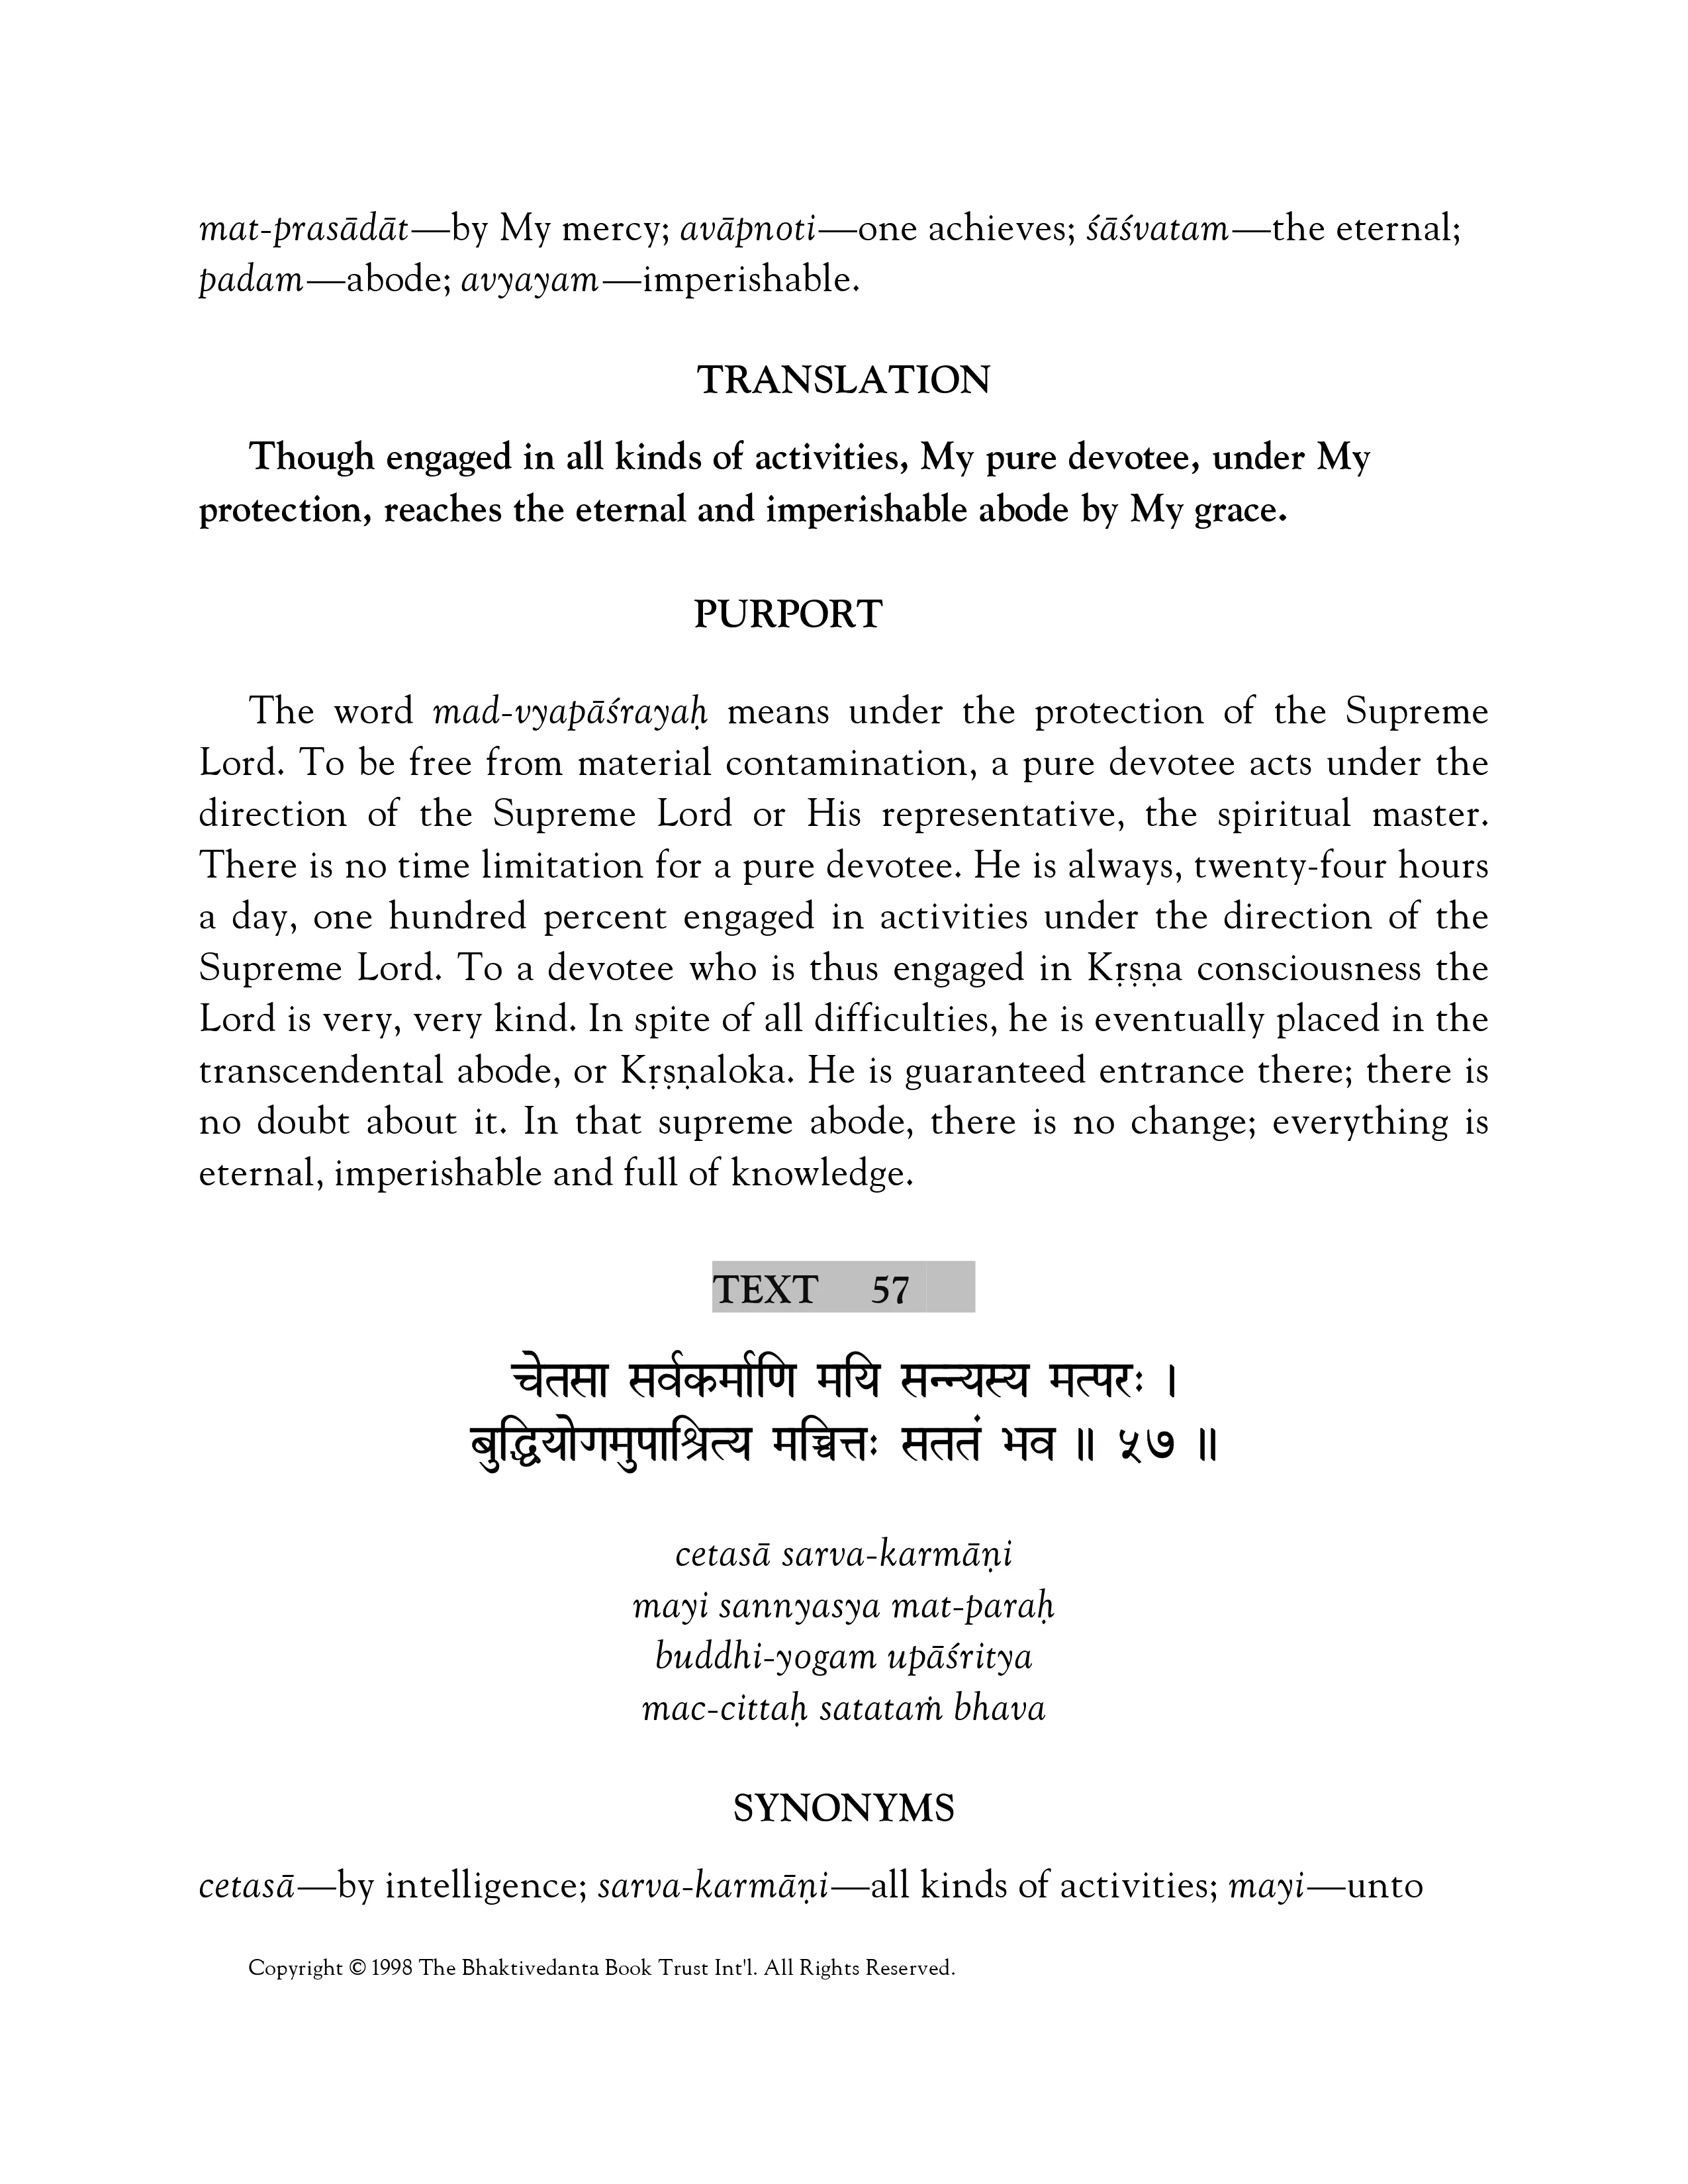 mat-prasādāt—by My mercy; avāpnoti—one achieves; śāśvatam—the eternal;
padam—abode; avyayam—imperishable.
TRANSLATION
Though engaged in all kinds of activities, My pure devotee, under My
protection, reaches the eternal and imperishable abode by My grace.
PURPORT
The word mad-vyapāśrayaḥ means under the protection of the Supreme
Lord. To be free from material contamination, a pure devotee acts under the
direction of the Supreme Lord or His representative, the spiritual master.
There is no time limitation for a pure devotee. He is always, twenty-four hours
a day, one hundred percent engaged in activities under the direction of the
Supreme Lord. To a devotee who is thus engaged in Kṛṣṇa consciousness the
Lord is very, very kind. In spite of all difficulties, he is eventually placed in the
transcendental abode, or Kṛṣṇaloka. He is guaranteed entrance there; there is
no doubt about it. In that supreme abode, there is no change; everything is
eternal, imperishable and full of knowledge.
TEXT 57
चेतसा सर्वकर्माणि मयि सन्न्यस्य मत्परः ।
बुद्धियोगमुपाश्रित्य मच्चित्तः सततं भव ॥ ५७ ॥
cetasā sarva-karmāṇi
mayi sannyasya mat-paraḥ
buddhi-yogam upāśritya
mac-cittaḥ satataṁ bhava
SYNONYMS
cetasā—by intelligence; sarva-karmāṇi—all kinds of activities; mayi—unto
Copyright © 1998 The Bhaktivedanta Book Trust Int'l. All Rights Reserved.